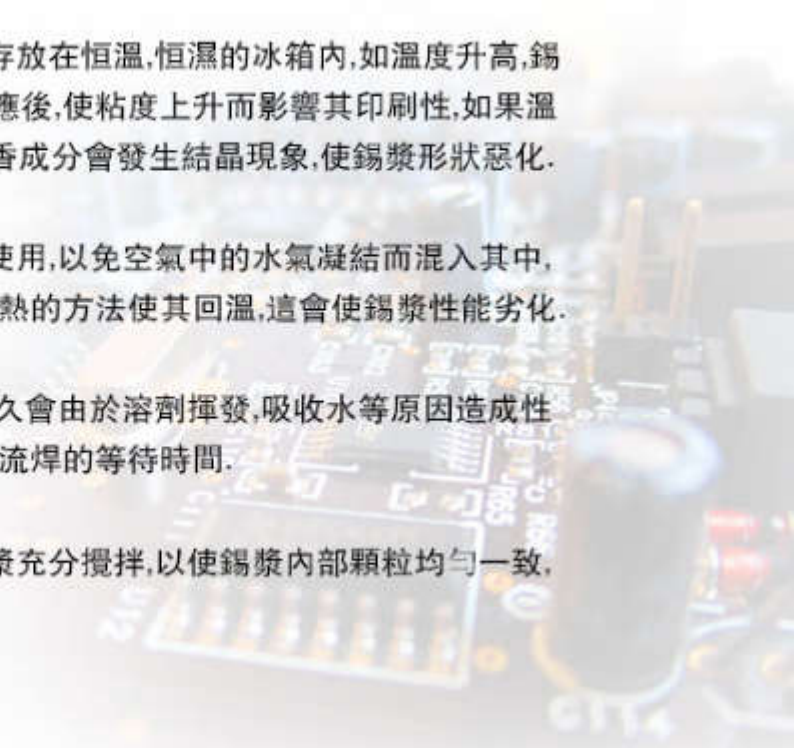 存放在恒溫,恒濕的冰箱內,如溫度升高,錫
應後,使粘度上升而影響其印刷性,如果溫
香成分會發生結晶現象,使錫漿形狀惡化.
使用,以免空氣中的水氣凝結而混入其中,
熱的方法使其回溫,這會使錫漿性能劣化.
久會由於溶劑揮發,吸收水等原因造成性
流焊的等待時間.
漿充分攪拌,以使錫漿內部顆粒均勻一致,
R65
C114